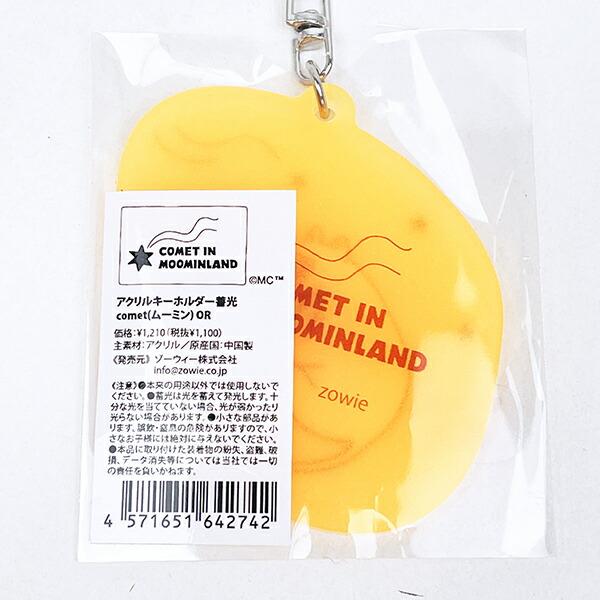 COMET IN
MOOMINLAND
©MC™
アクリルキーホルダー蓄光
comet(ムーミン) OR
価格:¥1,210(税抜¥1,100)
主素材:アクリル/原産国:中国製
《発売元》ソーウィー株式会社
info@zowie.co.jp
《注意》●本来の用途以外では使用しないで
ください。●蓄光は光を蓄えて発光します。十
分な光を当てていない場合、光が弱かったり
光らない場合があります。●小さな部品があり
ます。誤飲・窒息の危険がありますので、小
さなお子様には絶対に与えないでください。
●本品に取り付けた装着物の紛失、盗難、破
損、データ消失等については当社では一切
の責任を負いかねます。
4 571651 642742
OMET IN
OOMINLAND
zowie